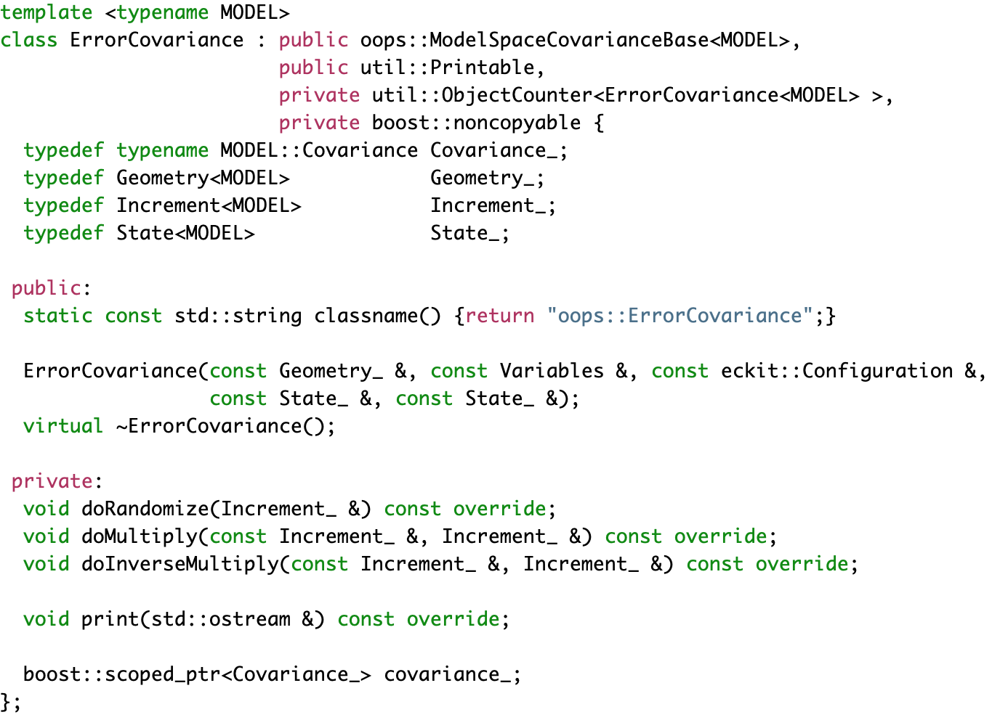 template <typename MODEL>
class ErrorCovariance : public oops::ModelSpaceCovarianceBase<MODEL>,
                        public util::Printable,
                        private util::ObjectCounter<ErrorCovariance<MODEL> >,
                        private boost::noncopyable {
  typedef typename MODEL::Covariance Covariance_;
  typedef Geometry<MODEL>            Geometry_;
  typedef Increment<MODEL>           Increment_;
  typedef State<MODEL>               State_;

 public:
  static const std::string classname() {return "oops::ErrorCovariance";}

  ErrorCovariance(const Geometry_ &, const Variables &, const eckit::Configuration &,
                  const State_ &, const State_ &);
  virtual ~ErrorCovariance();

 private:
  void doRandomize(Increment_ &) const override;
  void doMultiply(const Increment_ &, Increment_ &) const override;
  void doInverseMultiply(const Increment_ &, Increment_ &) const override;

  void print(std::ostream &) const override;

  boost::scoped_ptr<Covariance_> covariance_;
};